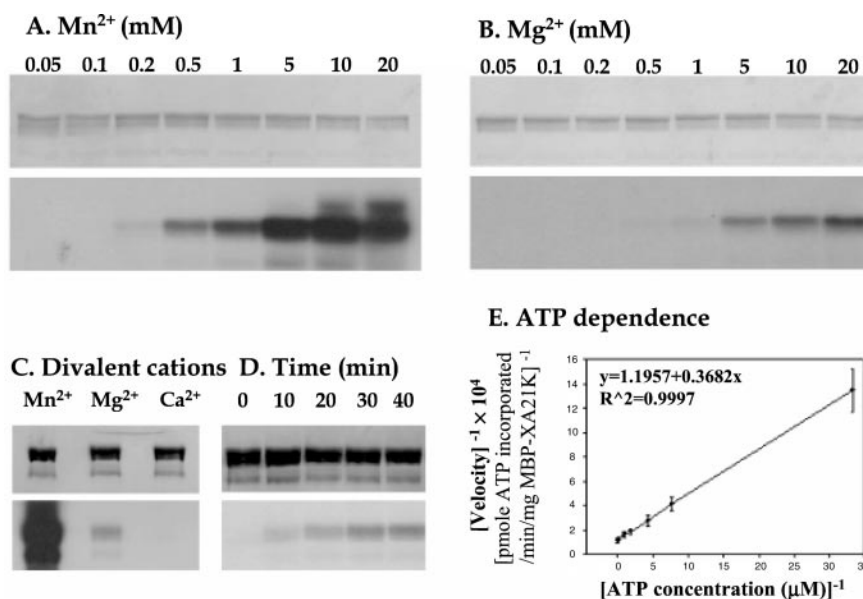 A. Mn²⁺ (mM)
0.05 0.1 0.2 0.5 1 5 10 20
B. Mg²⁺ (mM)
0.05 0.1 0.2 0.5 1 5 10 20
C. Divalent cations
Mn²⁺ Mg²⁺ Ca²⁺
D. Time (min)
0 10 20 30 40
E. ATP dependence
[Velocity]⁻¹ × 10⁴
[pmole ATP incorporated
/min/mg MBP-XA21K]⁻¹
16
14
12
10
8
6
4
2
0
y=1.1957+0.3682x
R^2=0.9997
0 5 10 15 20 25 30 35
[ATP concentration (μM)]⁻¹